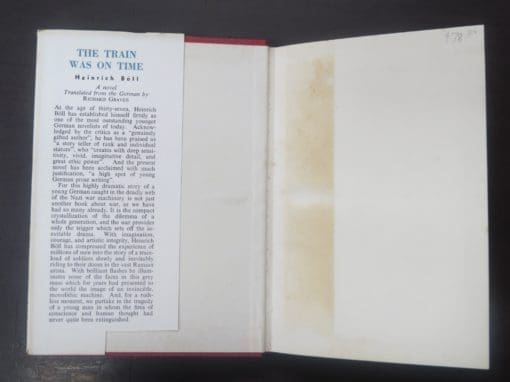 THE TRAIN
WAS ON TIME
Heinrich Böll
A novel
Translated from the German by
RICHARD GRAVES
At the age of thirty-seven, Heinrich
Böll has established himself firmly as
one of the most outstanding younger
German novelists of today. Acknow-
ledged by the critics as a "genuinely
gifted author", he has been praised as
"a story teller of rank and individual
stature", who "creates with deep sensi-
tivity, vivid, imaginative detail, and
great ethic power". And the present
novel has been acclaimed with much
justification, "a high spot of young
German prose writing".
For this highly dramatic story of a
young German caught in the deadly web
of the Nazi war machinery is not just
another book about war, as we have
had so many already. It is the compact
crystallization of the dilemma of a
whole generation, and the war provides
only the trigger which sets off the in-
evitable drama. With imagination,
courage, and artistic integrity, Heinrich
Böll has compressed the experience of
millions of men into the story of a train-
load of soldiers slowly and inevitably
riding to their doom in the vast Russian
arena. With brilliant flashes he illum-
inates some of the faces in this grey
mass which for years had presented to
the world the image of an invincible,
monolithic machine. And, for a ruth-
less moment, we partake in the tragedy
of a young man in whom the fires of
conscience and human thought had
never quite been extinguished.